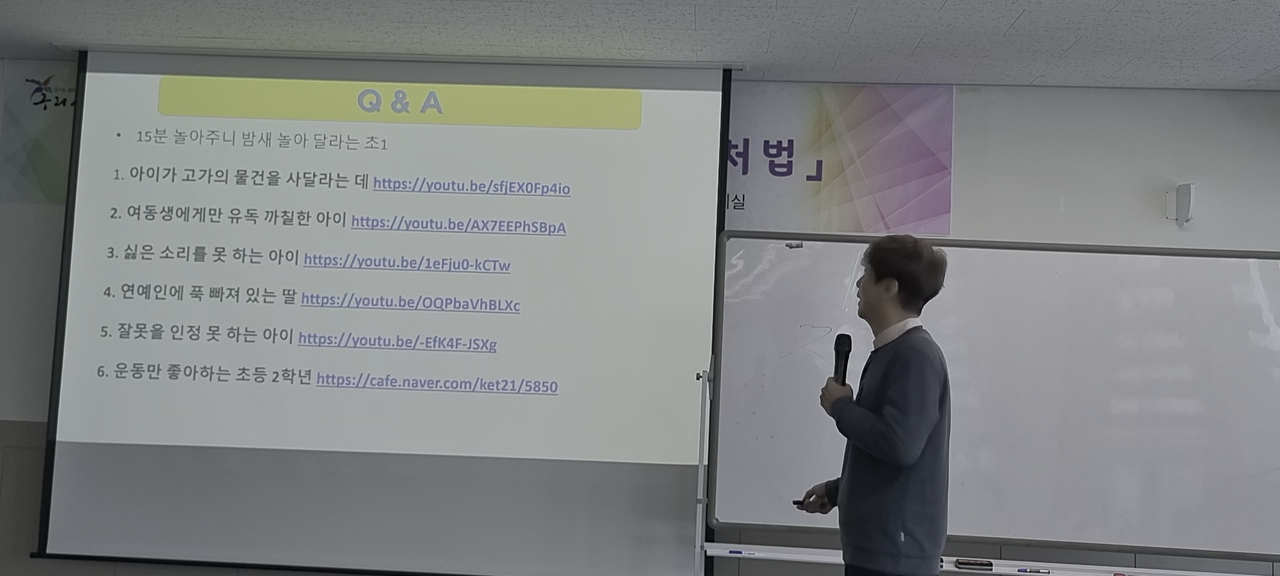 Q & A
• 15분 놀아주니 밤새 놀아 달라는 초1
1. 아이가 고가의 물건을 사달라는 데 https://youtu.be/sfjEX0Fp4io
2. 여동생에게만 유독 까칠한 아이 https://youtu.be/AX7EEPhSBpA
3. 싫은 소리를 못 하는 아이 https://youtu.be/1eFju0-kCTw
4. 연예인에 푹 빠져 있는 딸 https://youtu.be/OQPbaVhBLXc
5. 잘못을 인정 못 하는 아이 https://youtu.be/-EfK4F-JSXg
6. 운동만 좋아하는 초등 2학년 https://cafe.naver.com/ket21/5850
처법」
실